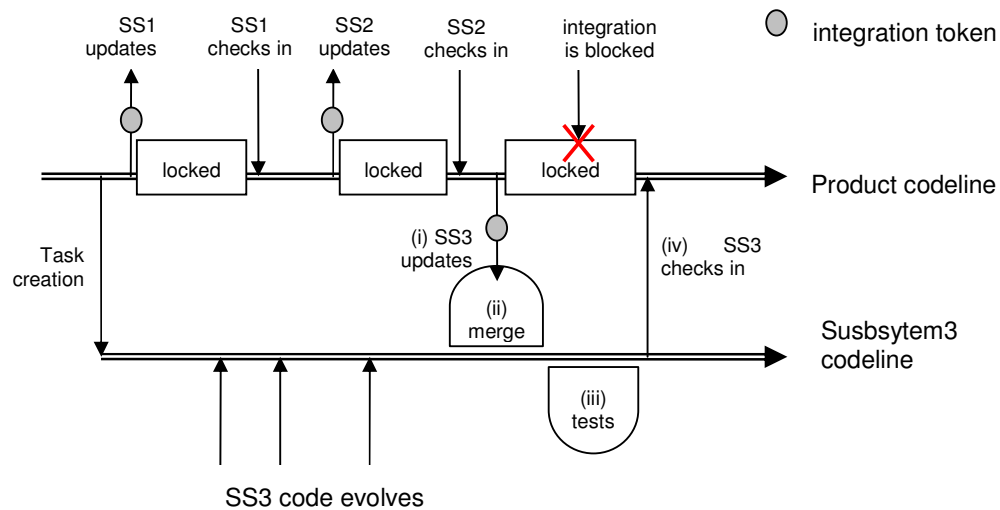 SS1
updates
SS1
checks in
SS2
updates
SS2
checks in
integration
is blocked
integration token
locked
locked
locked
Product codeline
Task
creation
(i) SS3
updates
(iv) SS3
checks in
(ii)
merge
Susbsytem3
codeline
(iii)
tests
SS3 code evolves